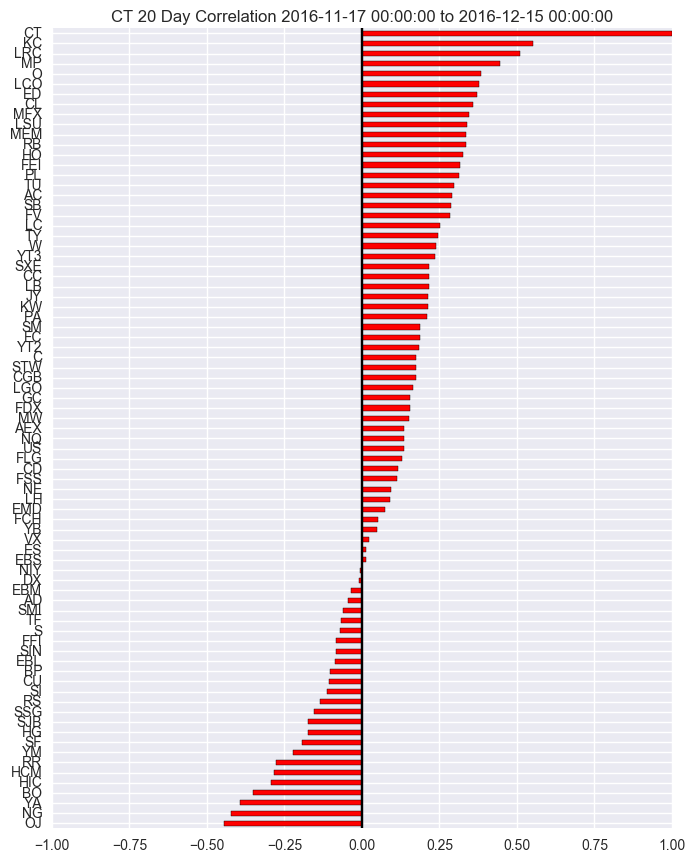 CT 20 Day Correlation 2016-11-17 00:00:00 to 2016-12-15 00:00:00
CT
KC
LRC
MP
O
LCO
ED
CL
MFX
LSU
MEM
RB
HO
FEI
PL
TU
AC
SB
FV
LC
TY
W
YT3
SXE
CC
LB
JY
KW
PA
SM
FC
YT2
C
STW
CGB
LGO
GC
FDX
MW
AEX
NQ
US
FLG
CD
FSS
NE
LH
EMD
FCH
YB
VX
ES
EBS
NIY
DX
EBM
AD
SMI
TF
S
FFI
SIN
EBL
BP
CU
SI
RS
SSG
SJB
HG
SF
YM
RR
HCM
HIC
BO
YA
NG
OJ
−1.00 −0.75 −0.50 −0.25 0.00 0.25 0.50 0.75 1.00